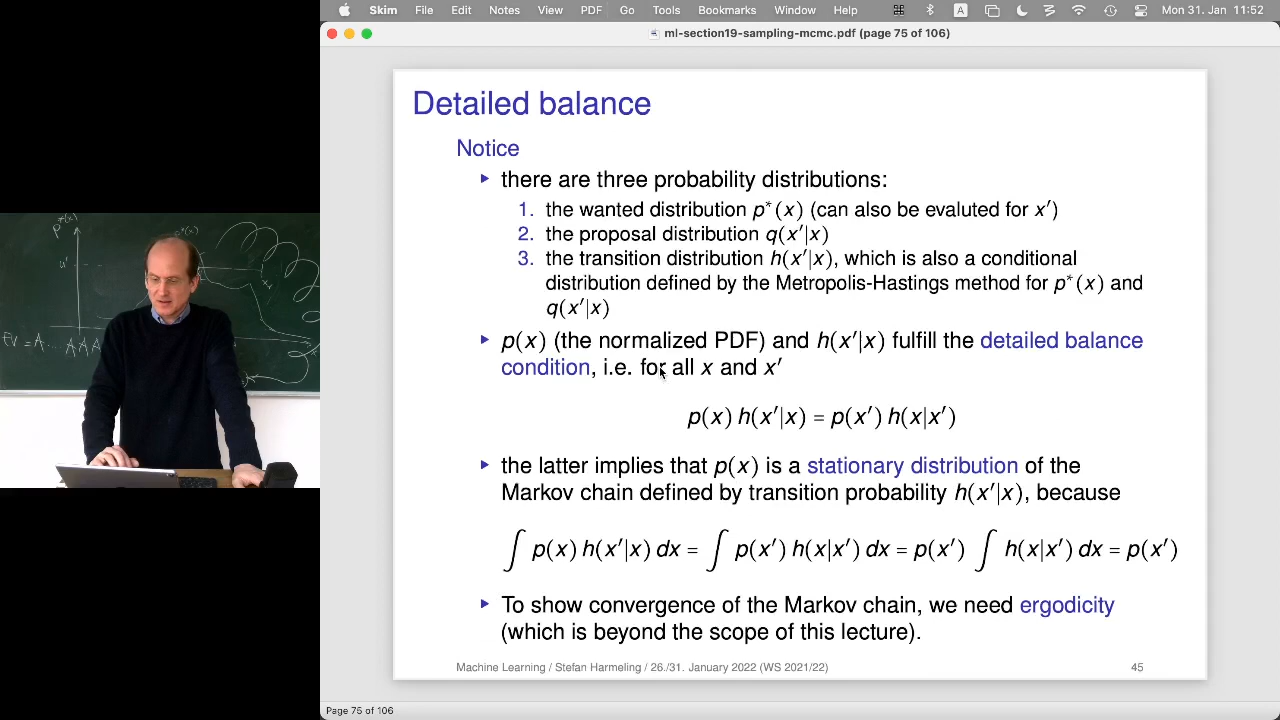 Skim File Edit Notes View PDF Go Tools Bookmarks Window Help A Mon 31. Jan 11:52
ml-section19-sampling-mcmc.pdf (page 75 of 106)
Detailed balance
Notice
▸ there are three probability distributions:
1. the wanted distribution p*(x) (can also be evaluted for x′)
2. the proposal distribution q(x′|x)
3. the transition distribution h(x′|x), which is also a conditional
distribution defined by the Metropolis-Hastings method for p*(x) and
q(x′|x)
▸ p(x) (the normalized PDF) and h(x′|x) fulfill the detailed balance
condition, i.e. for all x and x′
p(x) h(x′|x) = p(x′) h(x|x′)
▸ the latter implies that p(x) is a stationary distribution of the
Markov chain defined by transition probability h(x′|x), because
∫ p(x) h(x′|x) dx = ∫ p(x′) h(x|x′) dx = p(x′) ∫ h(x|x′) dx = p(x′)
▸ To show convergence of the Markov chain, we need ergodicity
(which is beyond the scope of this lecture).
Machine Learning / Stefan Harmeling / 26./31. January 2022 (WS 2021/22) 45
Page 75 of 106